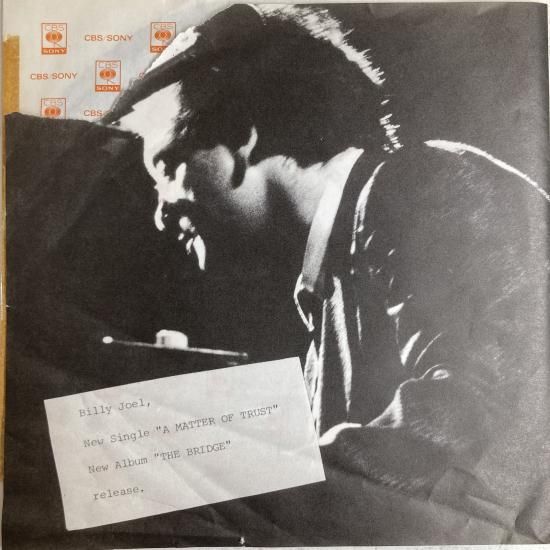 CBS
SONY
CBS/SONY
CBS
SONY
CBS/SONY
CBS
SONY
CBS
CBS
Billy Joel,
New Single "A MATTER OF TRUST"
New Album "THE BRIDGE"
release.